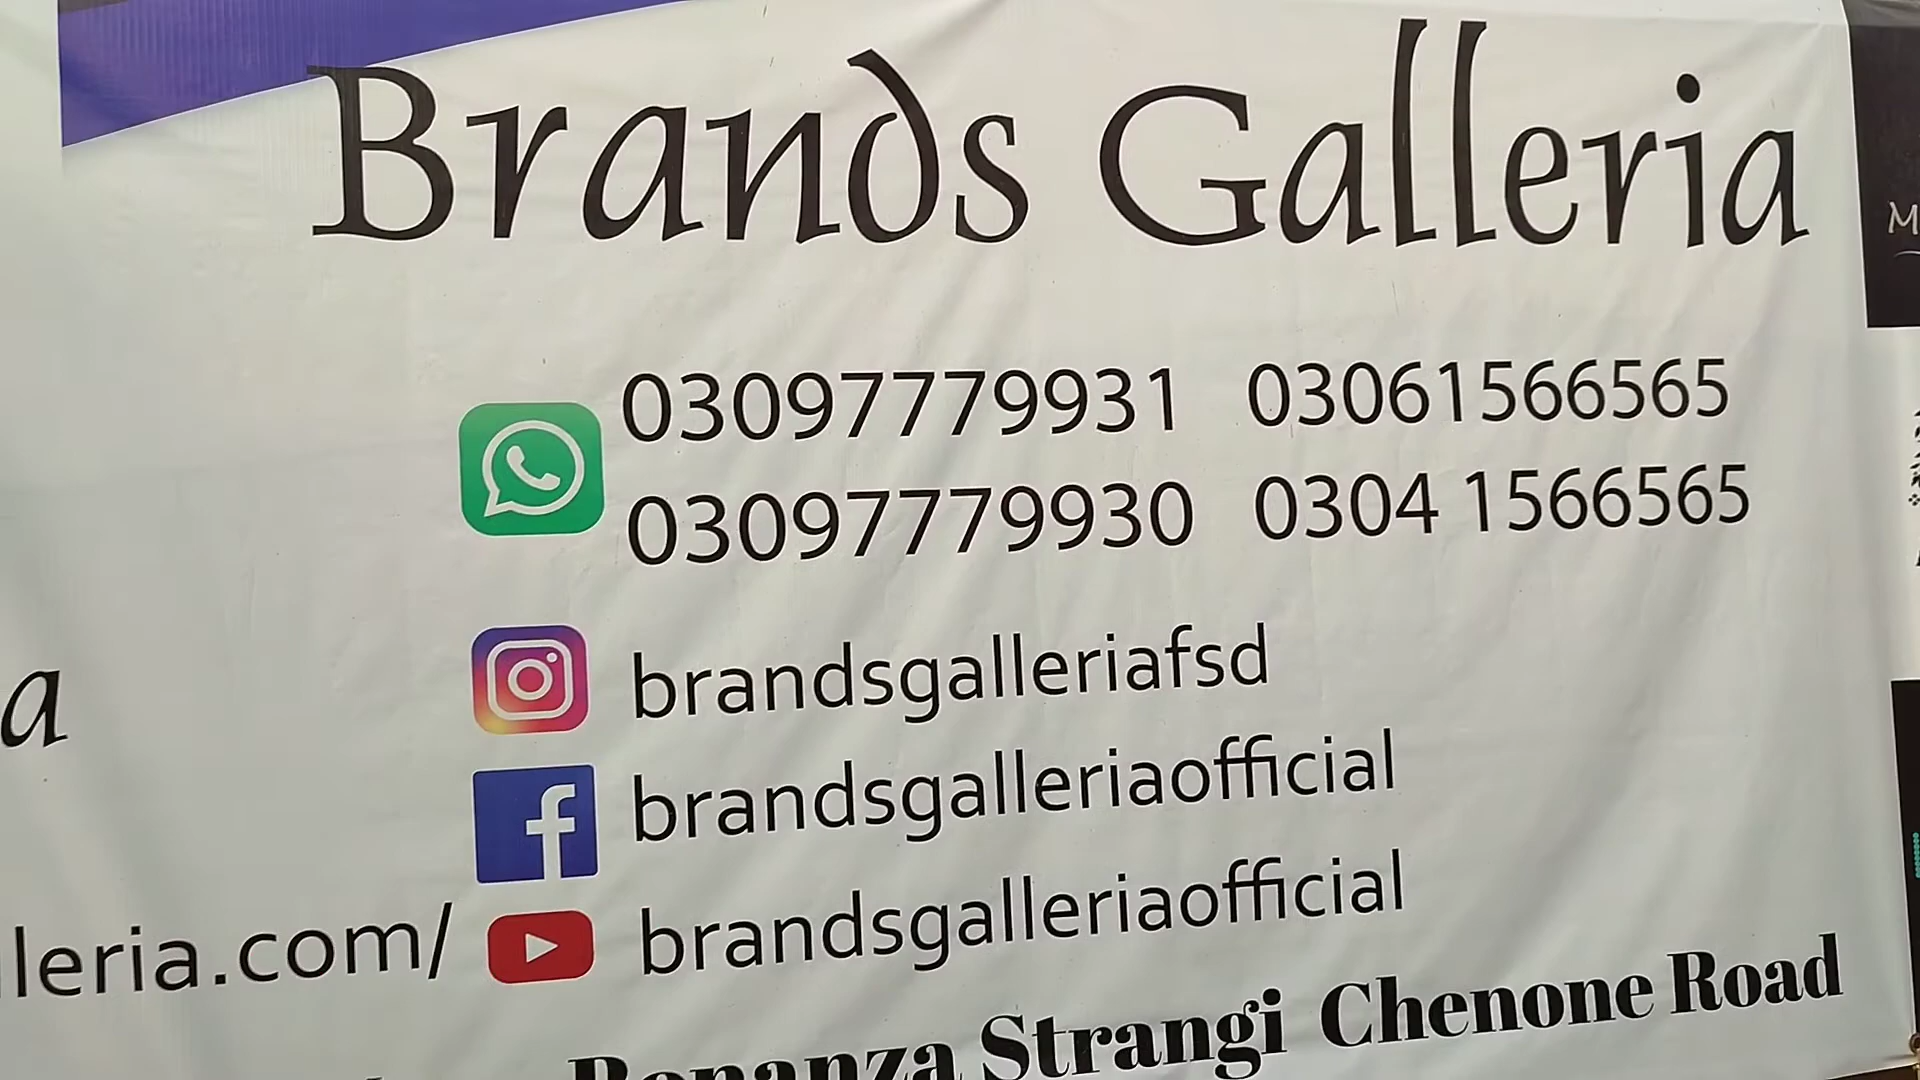 Brands Galleria
03097779931 03061566565
03097779930 0304 1566565
brandsgalleriafsd
a
brandsgalleriaofficial
leria.com/ brandsgalleriaofficial
Bonanza Strangi Chenone Road